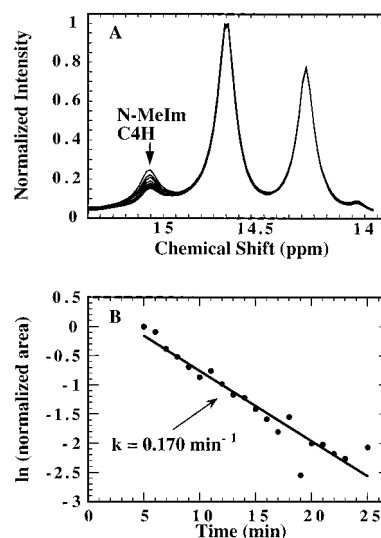 A
Normalized Intensity
1
0.8
0.6
0.4
0.2
0
N-MeIm
C4H
15
14.5
14
Chemical Shift (ppm)
B
ln (normalized area)
0.5
0
-0.5
-1
-1.5
-2
-2.5
-3
k = 0.170 min⁻¹
0
5
10
15
20
25
Time (min)